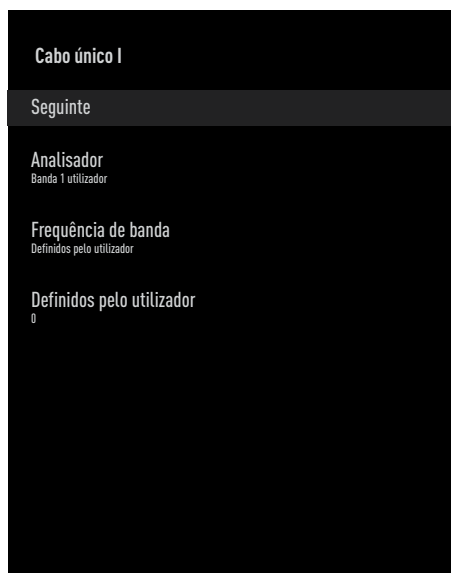 Cabo único I
Seguinte
Analisador
Banda 1 utilizador
Frequência de banda
Definidos pelo utilizador
Definidos pelo utilizador
0